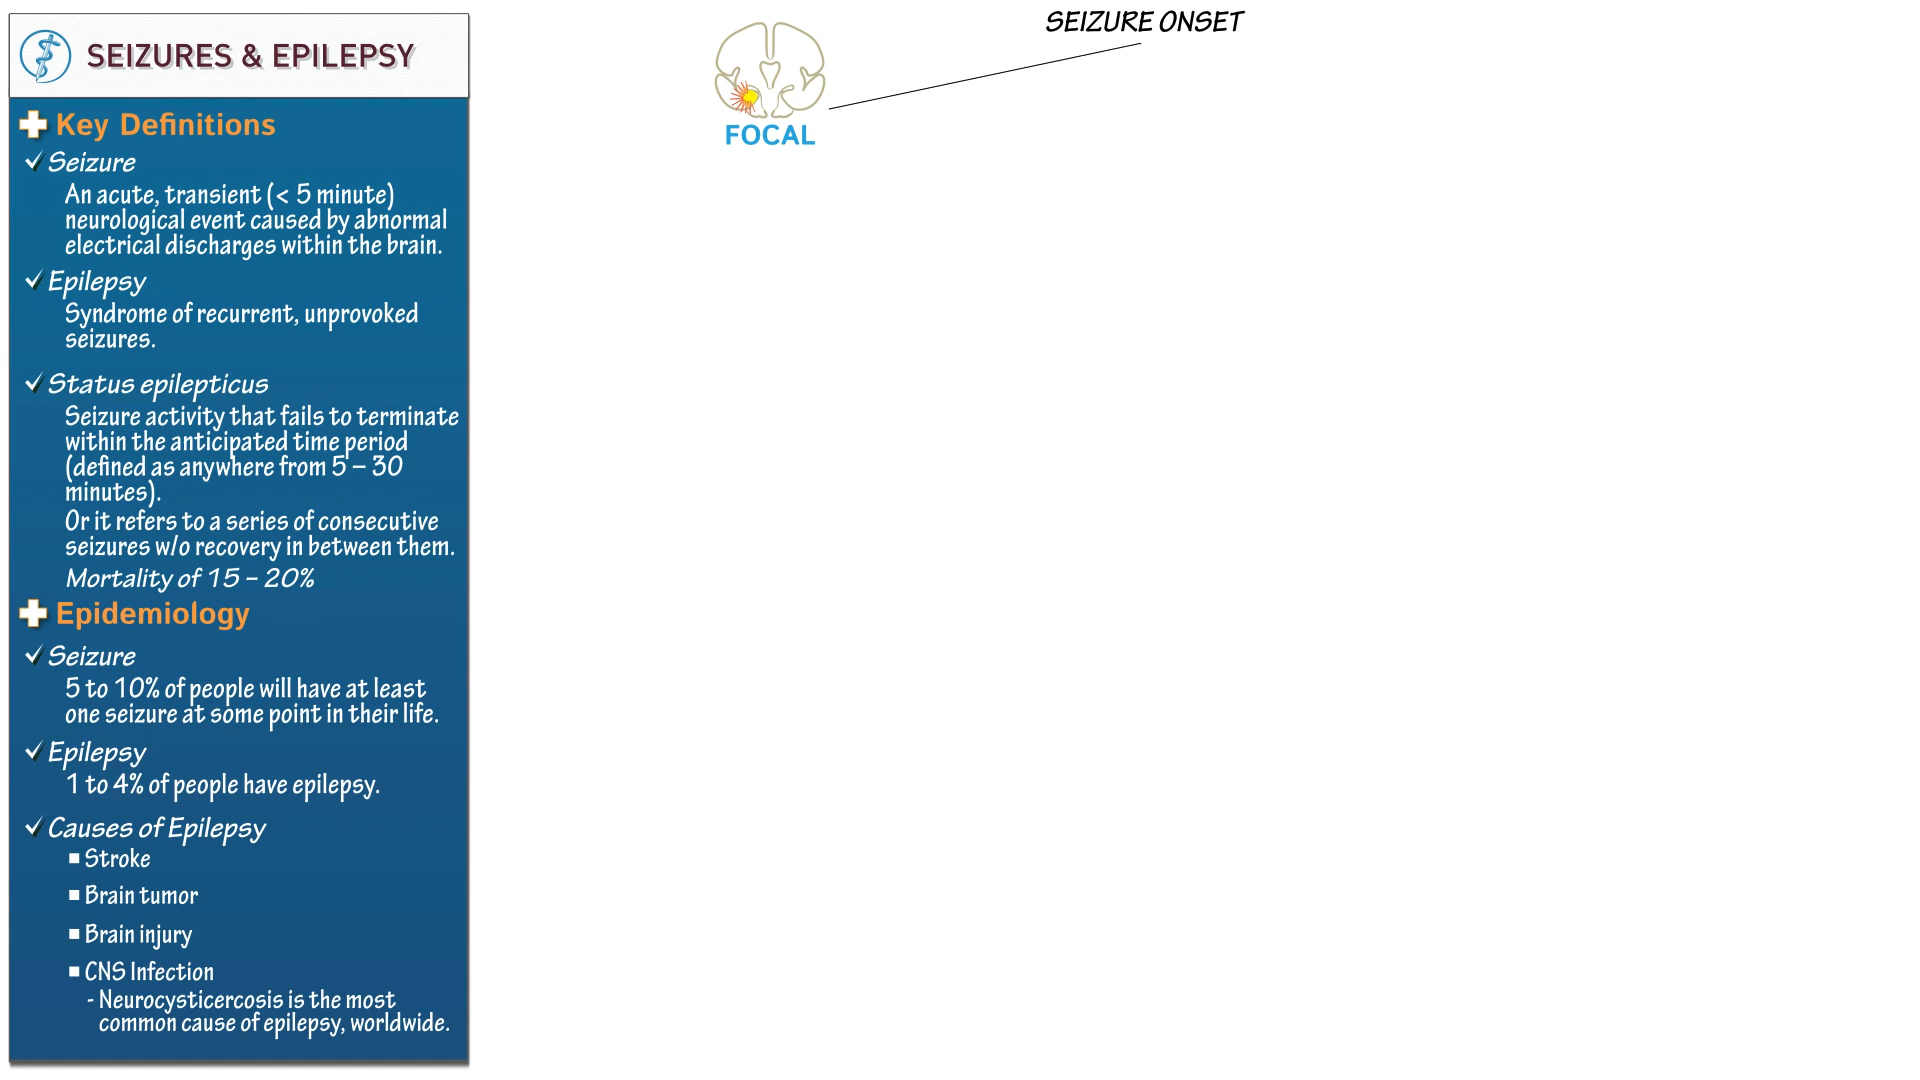 SEIZURES & EPILEPSY
Key Definitions
Seizure
An acute, transient (< 5 minute)
neurological event caused by abnormal
electrical discharges within the brain.
Epilepsy
Syndrome of recurrent, unprovoked
seizures.
Status epilepticus
Seizure activity that fails to terminate
within the anticipated time period
(defined as anywhere from 5 – 30
minutes).
Or it refers to a series of consecutive
seizures w/o recovery in between them.
Mortality of 15 – 20%
Epidemiology
Seizure
5 to 10% of people will have at least
one seizure at some point in their life.
Epilepsy
1 to 4% of people have epilepsy.
Causes of Epilepsy
Stroke
Brain tumor
Brain injury
CNS Infection
- Neurocysticercosis is the most
common cause of epilepsy, worldwide.
SEIZURE ONSET
FOCAL